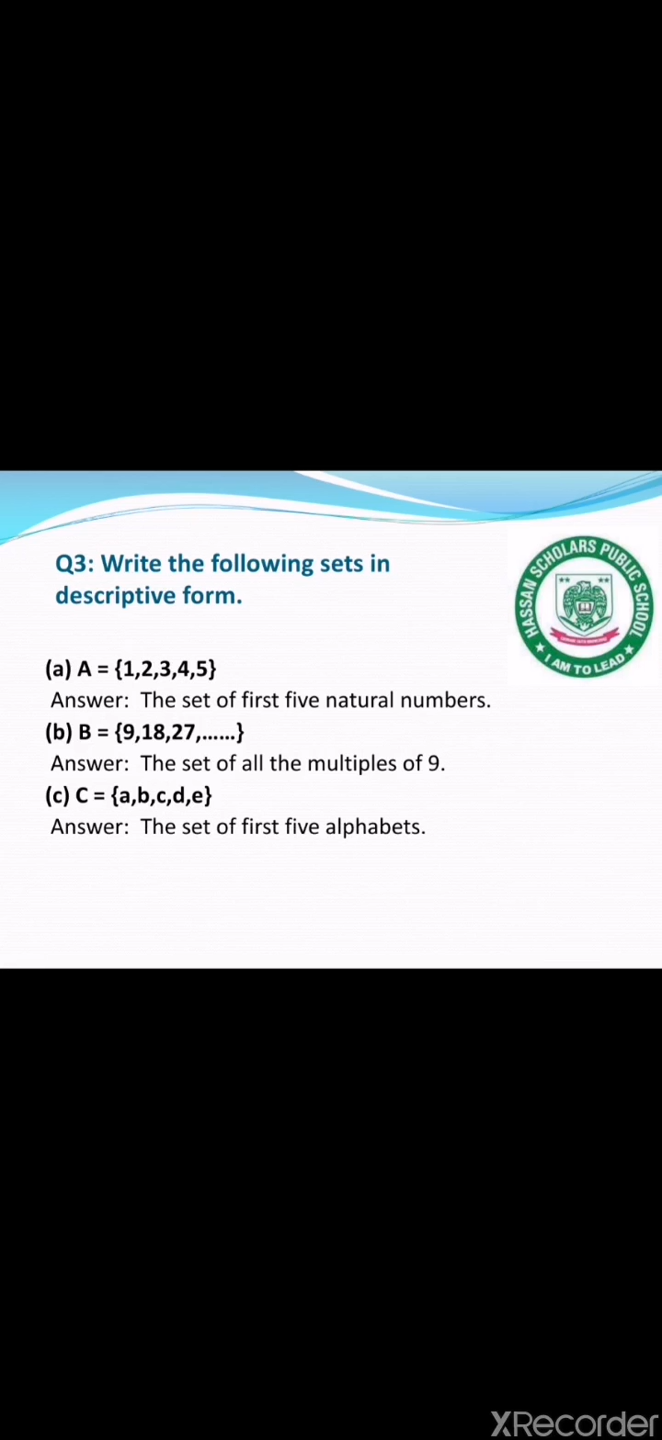 Q3: Write the following sets in
descriptive form.
HASSAN SCHOLARS PUBLIC SCHOOL
★ I AM TO LEAD ★
(a) A = {1,2,3,4,5}
Answer: The set of first five natural numbers.
(b) B = {9,18,27,......}
Answer: The set of all the multiples of 9.
(c) C = {a,b,c,d,e}
Answer: The set of first five alphabets.
XRecorder